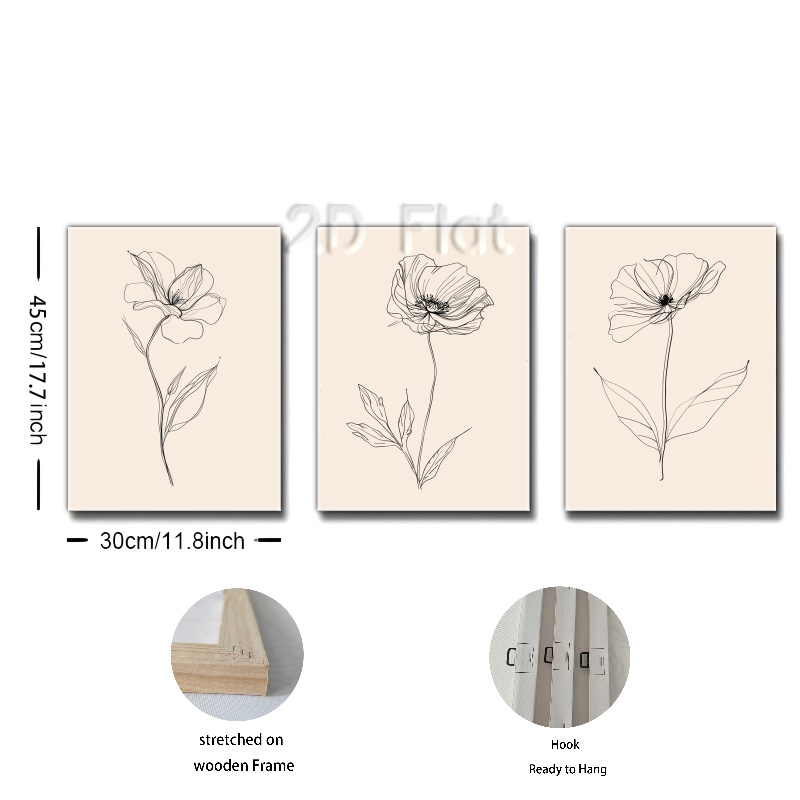 2D Flat
45cm/17.7inch
30cm/11.8inch
stretched on
wooden Frame
Hook
Ready to Hang